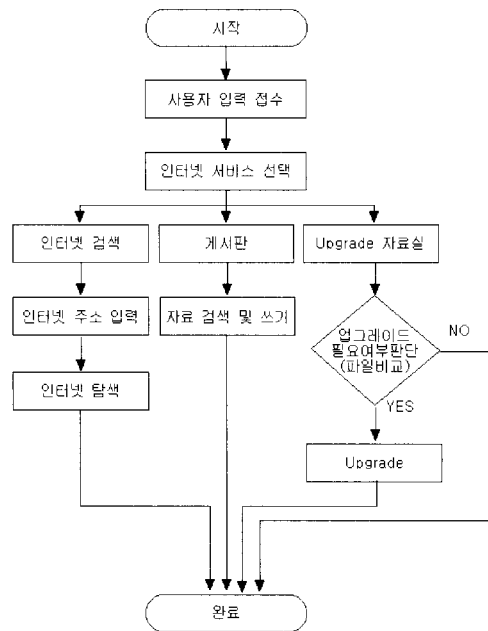 시작
사용자 입력 접수
인터넷 서비스 선택
인터넷 검색
게시판
Upgrade 자료실
인터넷 주소 입력
자료 검색 및 쓰기
업그레이드
필요여부판단
(파일비교)
NO
인터넷 탐색
YES
Upgrade
완료